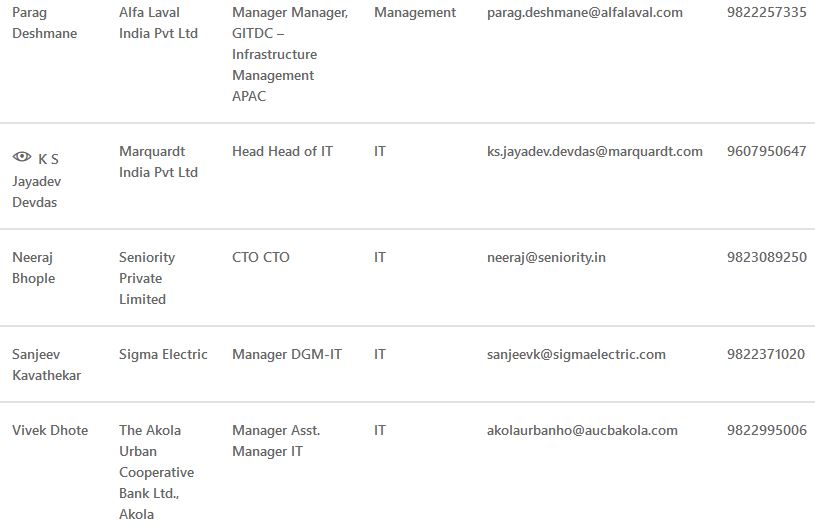 Parag Deshmane
Alfa Laval India Pvt Ltd
Manager Manager, GITDC – Infrastructure Management APAC
Management
parag.deshmane@alfalaval.com
9822257335
K S Jayadev Devdas
Marquardt India Pvt Ltd
Head Head of IT
IT
ks.jayadev.devdas@marquardt.com
9607950647
Neeraj Bhople
Seniority Private Limited
CTO CTO
IT
neeraj@seniority.in
9823089250
Sanjeev Kavathekar
Sigma Electric
Manager DGM-IT
IT
sanjeevk@sigmaelectric.com
9822371020
Vivek Dhote
The Akola Urban Cooperative Bank Ltd., Akola
Manager Asst. Manager IT
IT
akolaurbanho@aucbakola.com
9822995006